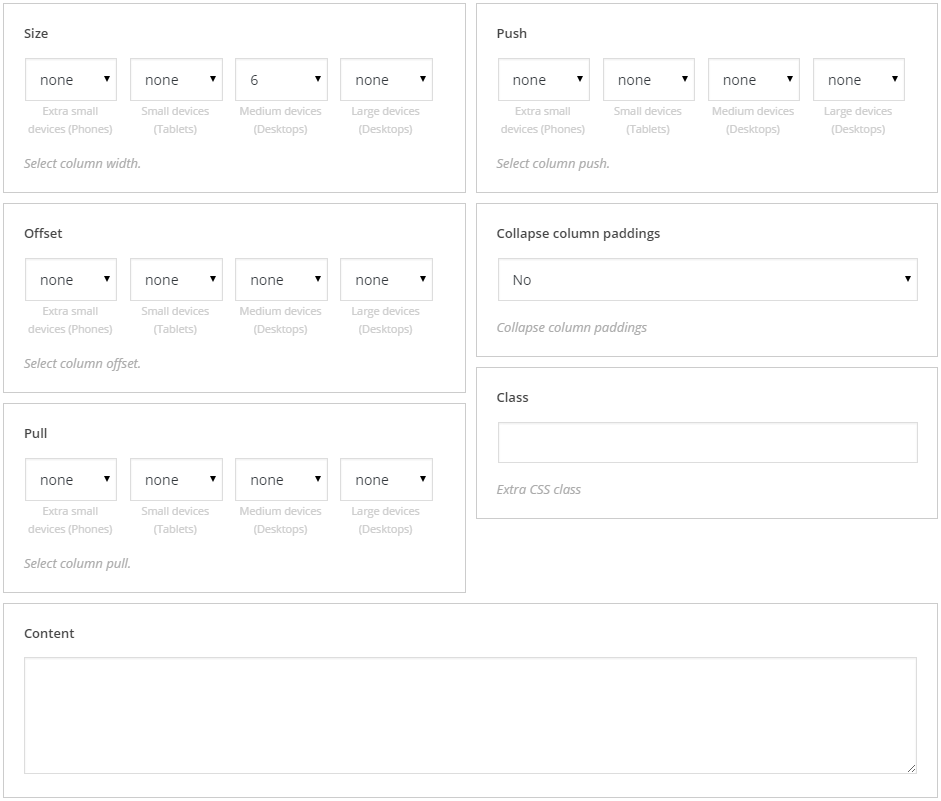 Size
none none 6 none
Extra small Small devices Medium devices Large devices
devices (Phones) (Tablets) (Desktops) (Desktops)
Select column width.
Push
none none none none
Extra small Small devices Medium devices Large devices
devices (Phones) (Tablets) (Desktops) (Desktops)
Select column push.
Offset
none none none none
Extra small Small devices Medium devices Large devices
devices (Phones) (Tablets) (Desktops) (Desktops)
Select column offset.
Collapse column paddings
No
Collapse column paddings
Class
Extra CSS class
Pull
none none none none
Extra small Small devices Medium devices Large devices
devices (Phones) (Tablets) (Desktops) (Desktops)
Select column pull.
Content